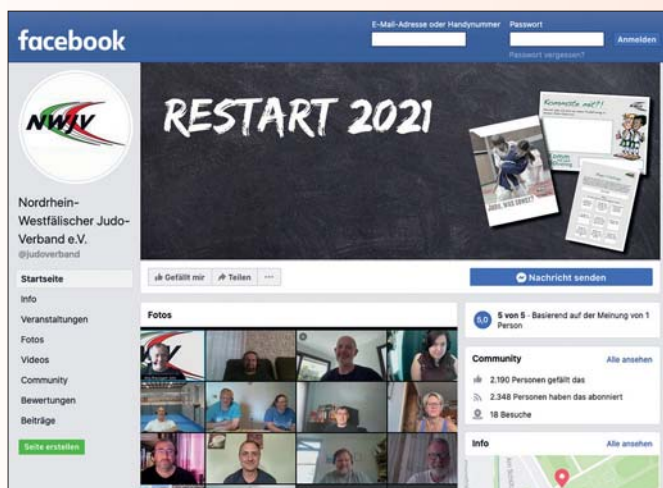 facebook
E-Mail-Adresse oder Handynummer
Passwort
Anmelden
Passwort vergessen?
NWJV
Nordrhein-
Westfälischer Judo-
Verband e.V.
@judoverband
Startseite
Info
Veranstaltungen
Fotos
Videos
Community
Bewertungen
Beiträge
Seite erstellen
RESTART 2021
Kommste mit?!
Judo, was sonst?
Gefällt mir
Teilen
Nachricht senden
Fotos
5,0
5 von 5 - Basierend auf der Meinung von 1
Person
Community
Alle ansehen
2.190 Personen gefällt das
2.348 Personen haben das abonniert
18 Besuche
Info
Alle ansehen